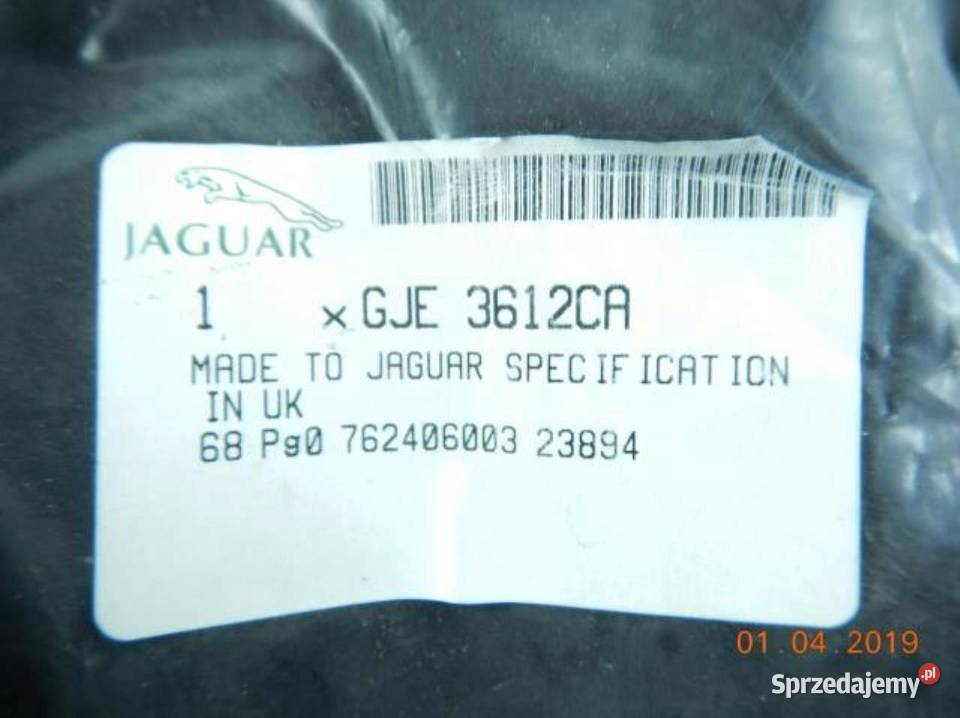 JAGUAR
1 x GJE 3612CA
MADE TO JAGUAR SPECIFICATION
IN UK
68 Pg0 762406003 23894
01.04.2019
Sprzedajemy.pl